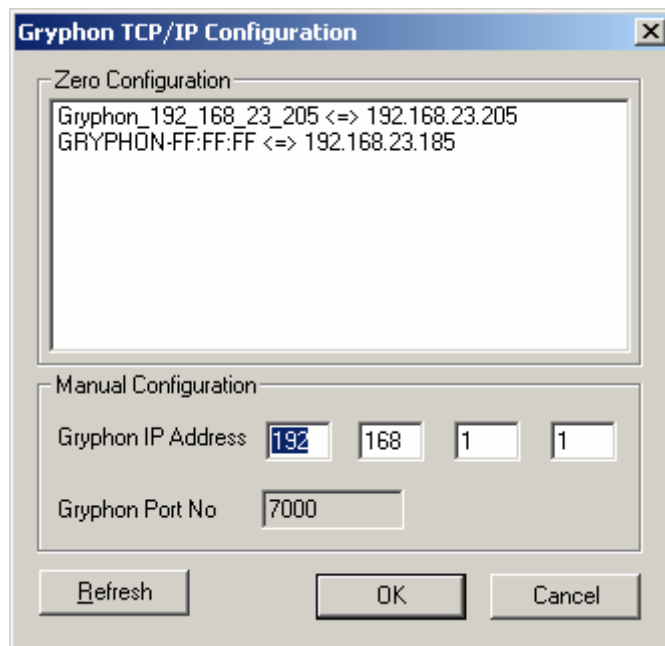 Gryphon TCP/IP Configuration
Zero Configuration
Gryphon_192_168_23_205 <=> 192.168.23.205
GRYPHON-FF:FF:FF <=> 192.168.23.185
Manual Configuration
Gryphon IP Address 192 168 1 1
Gryphon Port No 7000
Refresh OK Cancel